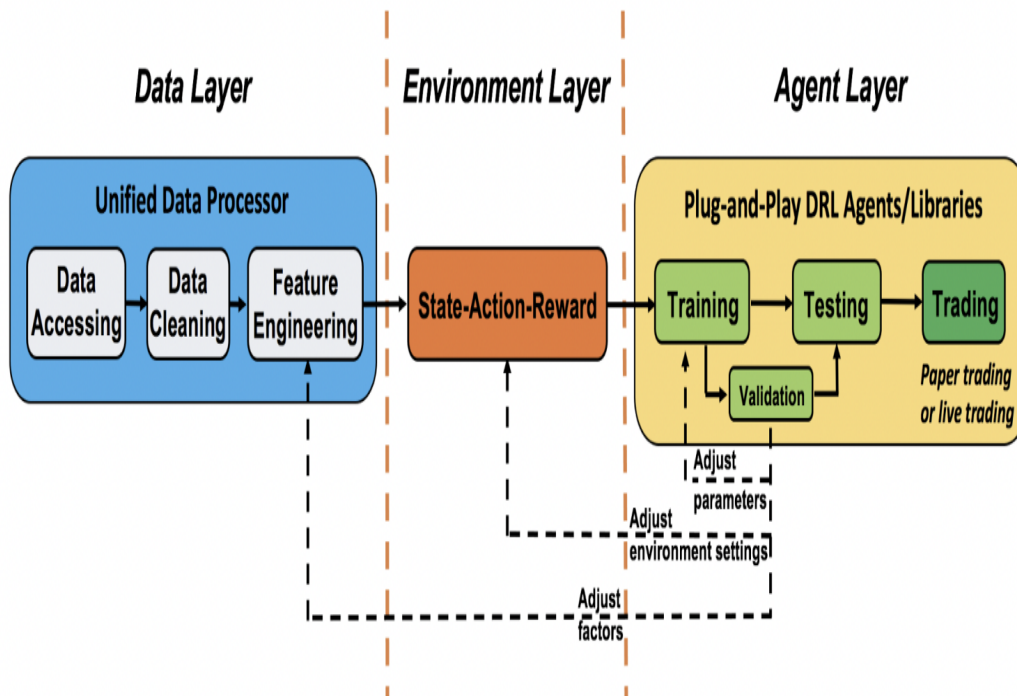 Data Layer
Environment Layer
Agent Layer
Unified Data Processor
Data
Accessing
Data
Cleaning
Feature
Engineering
State-Action-Reward
Plug-and-Play DRL Agents/Libraries
Training
Testing
Trading
Validation
Paper trading
or live trading
Adjust
parameters
Adjust
environment settings
Adjust
factors